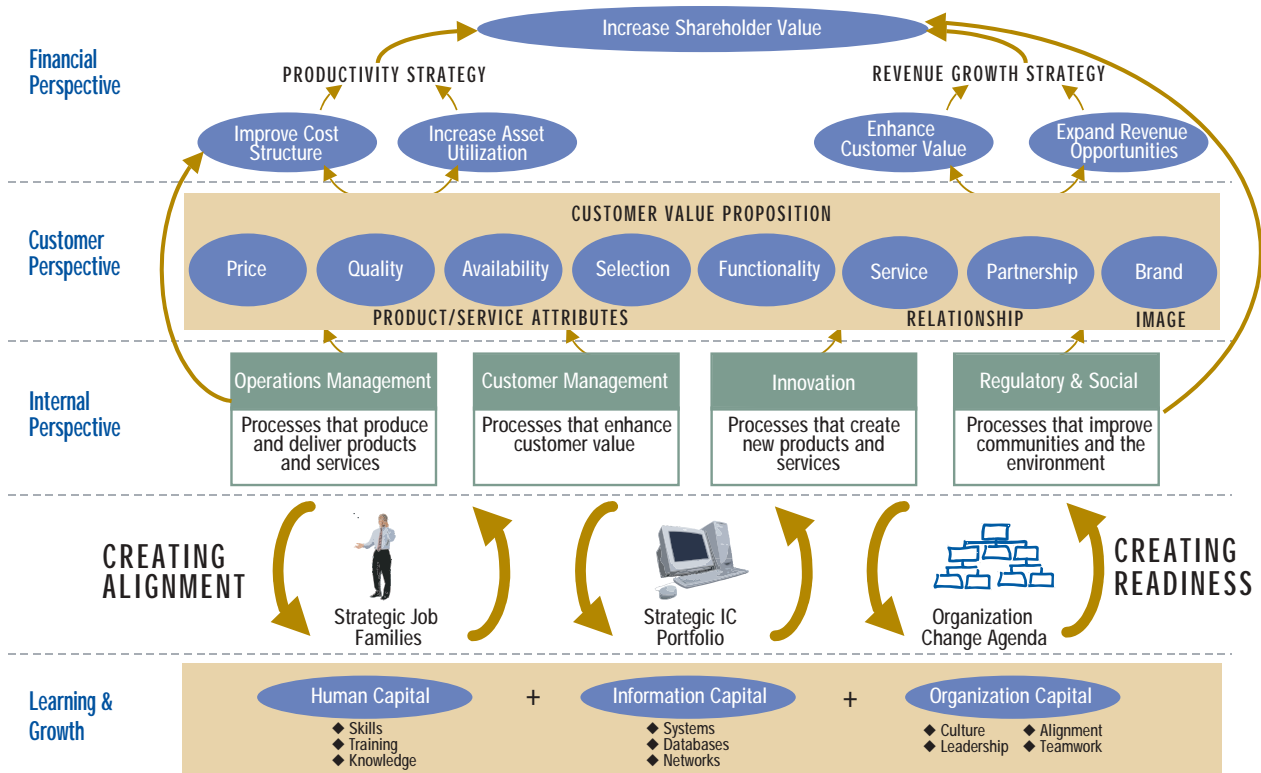 Increase Shareholder Value
Financial
Perspective
PRODUCTIVITY STRATEGY
REVENUE GROWTH STRATEGY
Improve Cost
Structure
Increase Asset
Utilization
Enhance
Customer Value
Expand Revenue
Opportunities
CUSTOMER VALUE PROPOSITION
Customer
Perspective
Price
Quality
Availability
Selection
Functionality
Service
Partnership
Brand
PRODUCT/SERVICE ATTRIBUTES
RELATIONSHIP
IMAGE
Internal
Perspective
Operations Management
Processes that produce
and deliver products
and services
Customer Management
Processes that enhance
customer value
Innovation
Processes that create
new products and
services
Regulatory & Social
Processes that improve
communities and the
environment
CREATING
ALIGNMENT
Strategic Job
Families
Strategic IC
Portfolio
Organization
Change Agenda
CREATING
READINESS
Learning &
Growth
Human Capital
◆ Skills
◆ Training
◆ Knowledge
+
Information Capital
◆ Systems
◆ Databases
◆ Networks
+
Organization Capital
◆ Culture ◆ Alignment
◆ Leadership ◆ Teamwork